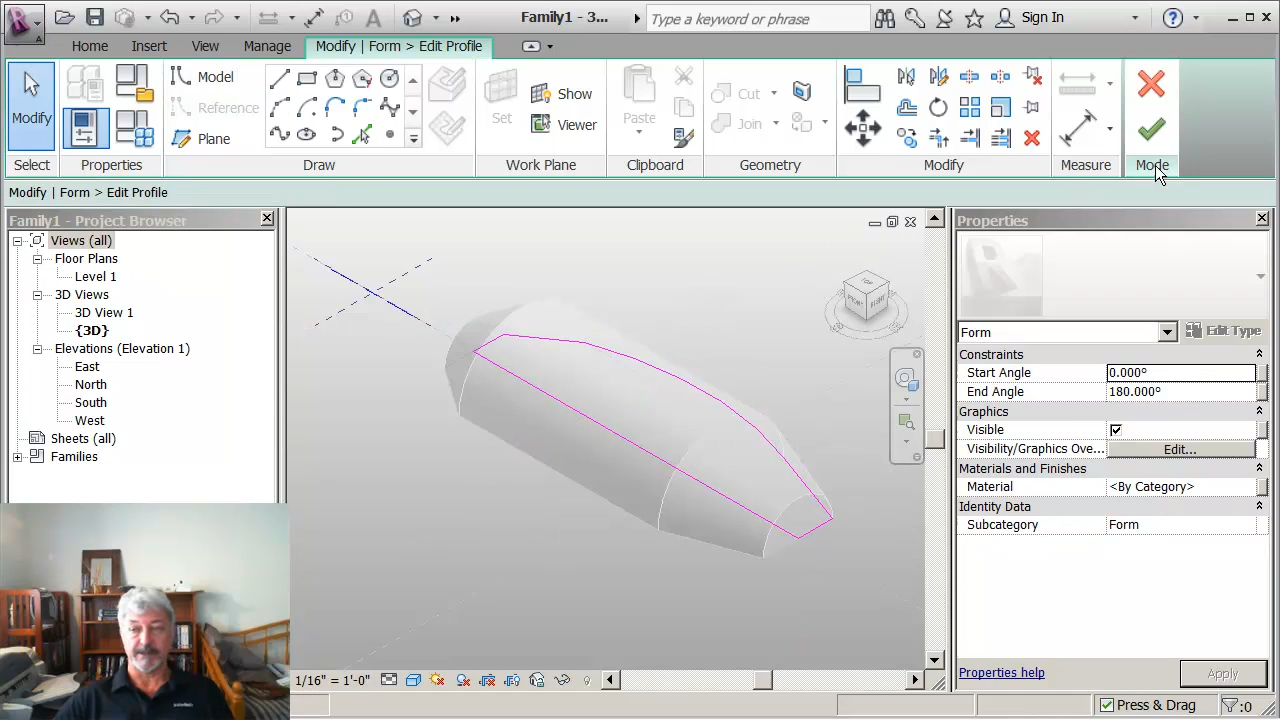 Family1 - 3...
Type a keyword or phrase
Sign In
Home
Insert
View
Manage
Modify | Form > Edit Profile
Modify
Model
Reference
Plane
Set
Show
Viewer
Paste
Cut
Join
Select
Properties
Draw
Work Plane
Clipboard
Geometry
Modify
Measure
Mode
Modify | Form > Edit Profile
Family1 - Project Browser
Views (all)
Floor Plans
Level 1
3D Views
3D View 1
{3D}
Elevations (Elevation 1)
East
North
South
West
Sheets (all)
Families
TOP
FRONT
RIGHT
1/16" = 1'-0"
Properties
Form
Edit Type
Constraints
Start Angle 0.000°
End Angle 180.000°
Graphics
Visible
Visibility/Graphics Ove... Edit...
Materials and Finishes
Material <By Category>
Identity Data
Subcategory Form
Properties help
Apply
Press & Drag
:0